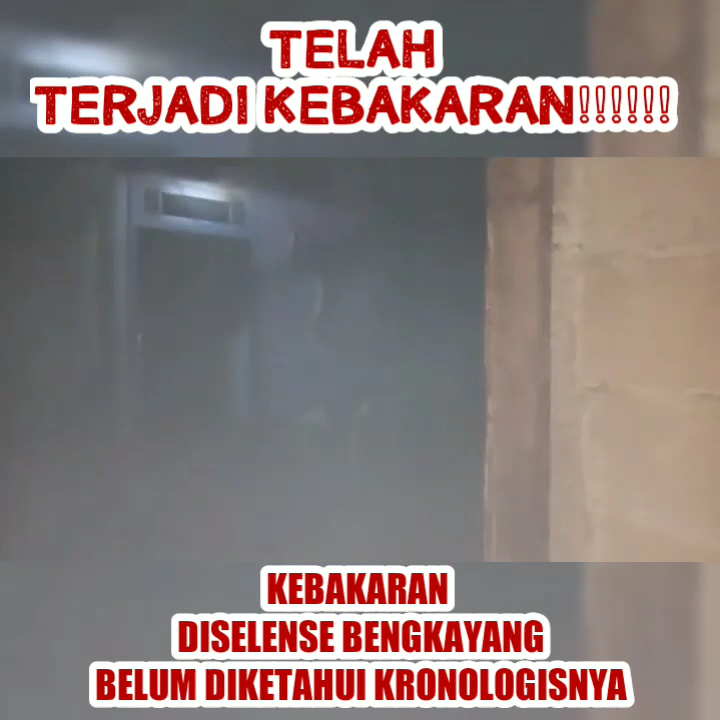 TELAH
TERJADI KEBAKARAN!!!!!!
KEBAKARAN
DISELENSE BENGKAYANG
BELUM DIKETAHUI KRONOLOGISNYA